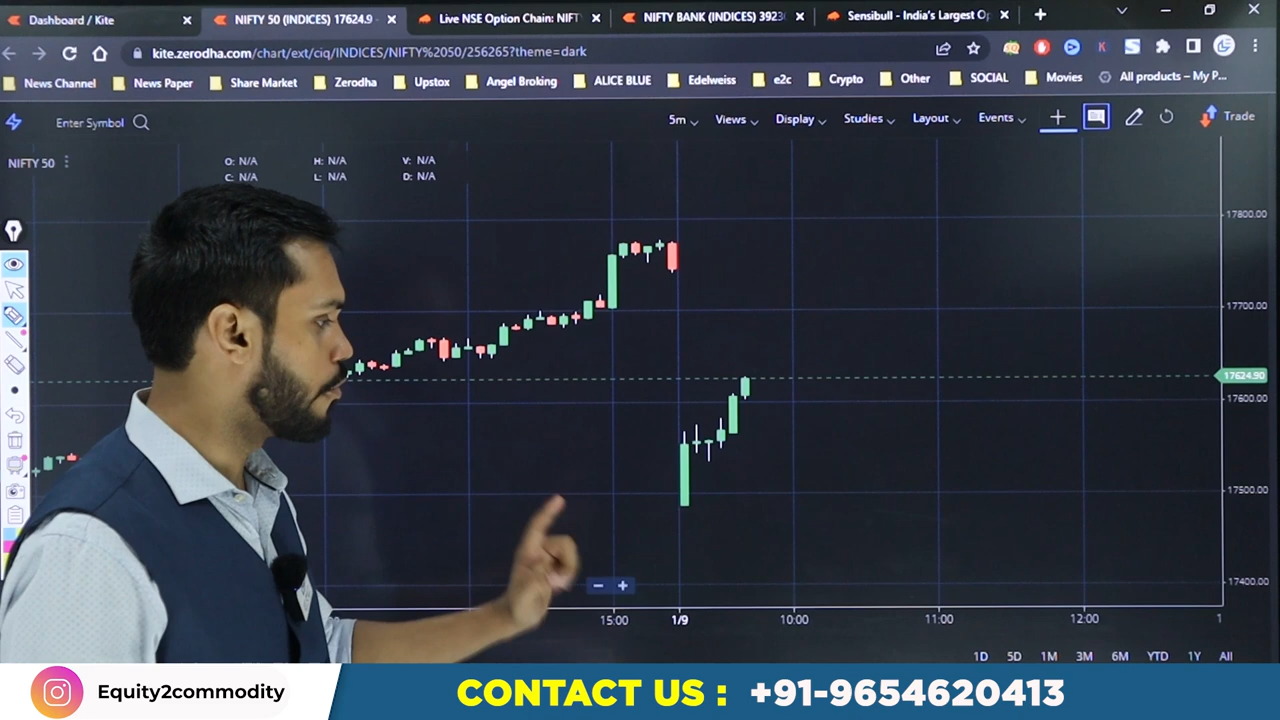 Dashboard / Kite
NIFTY 50 (INDICES) 17624.9
Live NSE Option Chain: NIFT
NIFTY BANK (INDICES) 3923
Sensibull - India's Largest Op
kite.zerodha.com/chart/ext/ciq/INDICES/NIFTY%2050/256265?theme=dark
News Channel
News Paper
Share Market
Zerodha
Upstox
Angel Broking
ALICE BLUE
Edelweiss
e2c
Crypto
Other
SOCIAL
Movies
All products – My P...
Enter Symbol
5m
Views
Display
Studies
Layout
Events
Trade
NIFTY 50
O: N/A
H: N/A
V: N/A
C: N/A
L: N/A
D: N/A
17800.00
17700.00
17624.90
17600.00
17500.00
17400.00
15:00
1/9
10:00
11:00
12:00
1
1D
5D
1M
3M
6M
YTD
1Y
All
Equity2commodity
CONTACT US : +91-9654620413